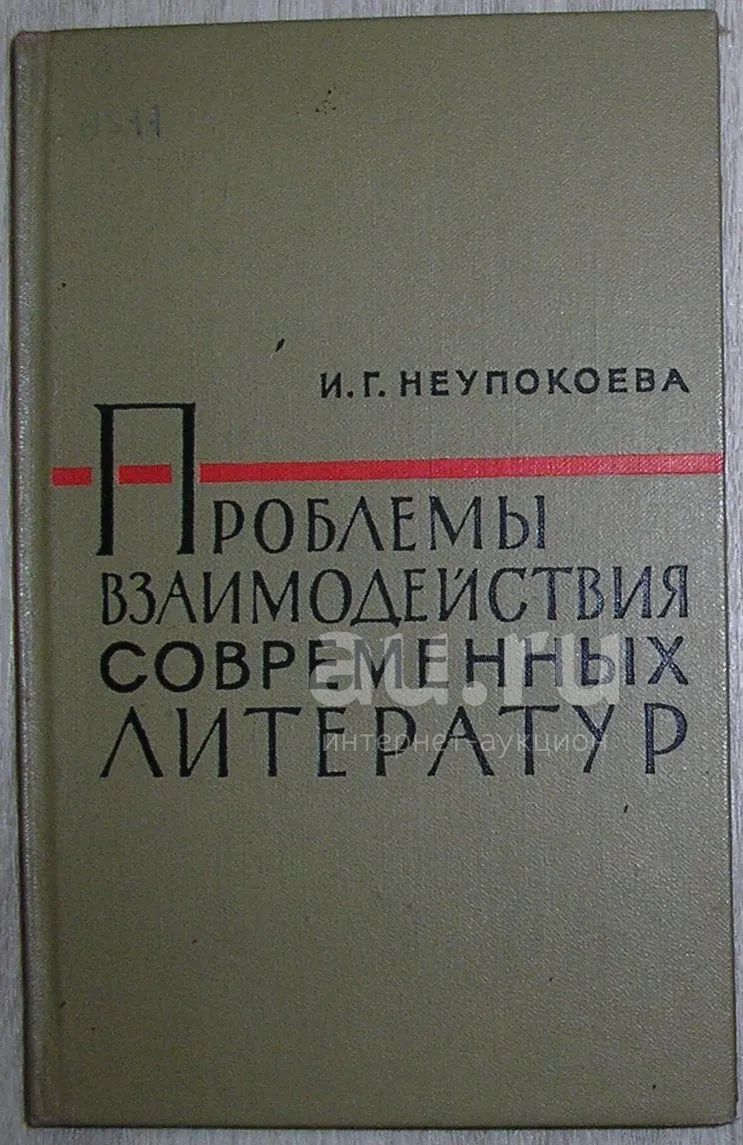 И.Г. НЕУПОКОЕВА
ПРОБЛЕМЫ
ВЗАИМОДЕЙСТВИЯ
СОВРЕМЕННЫХ
ЛИТЕРАТУР
au.ru
интернет-аукцион